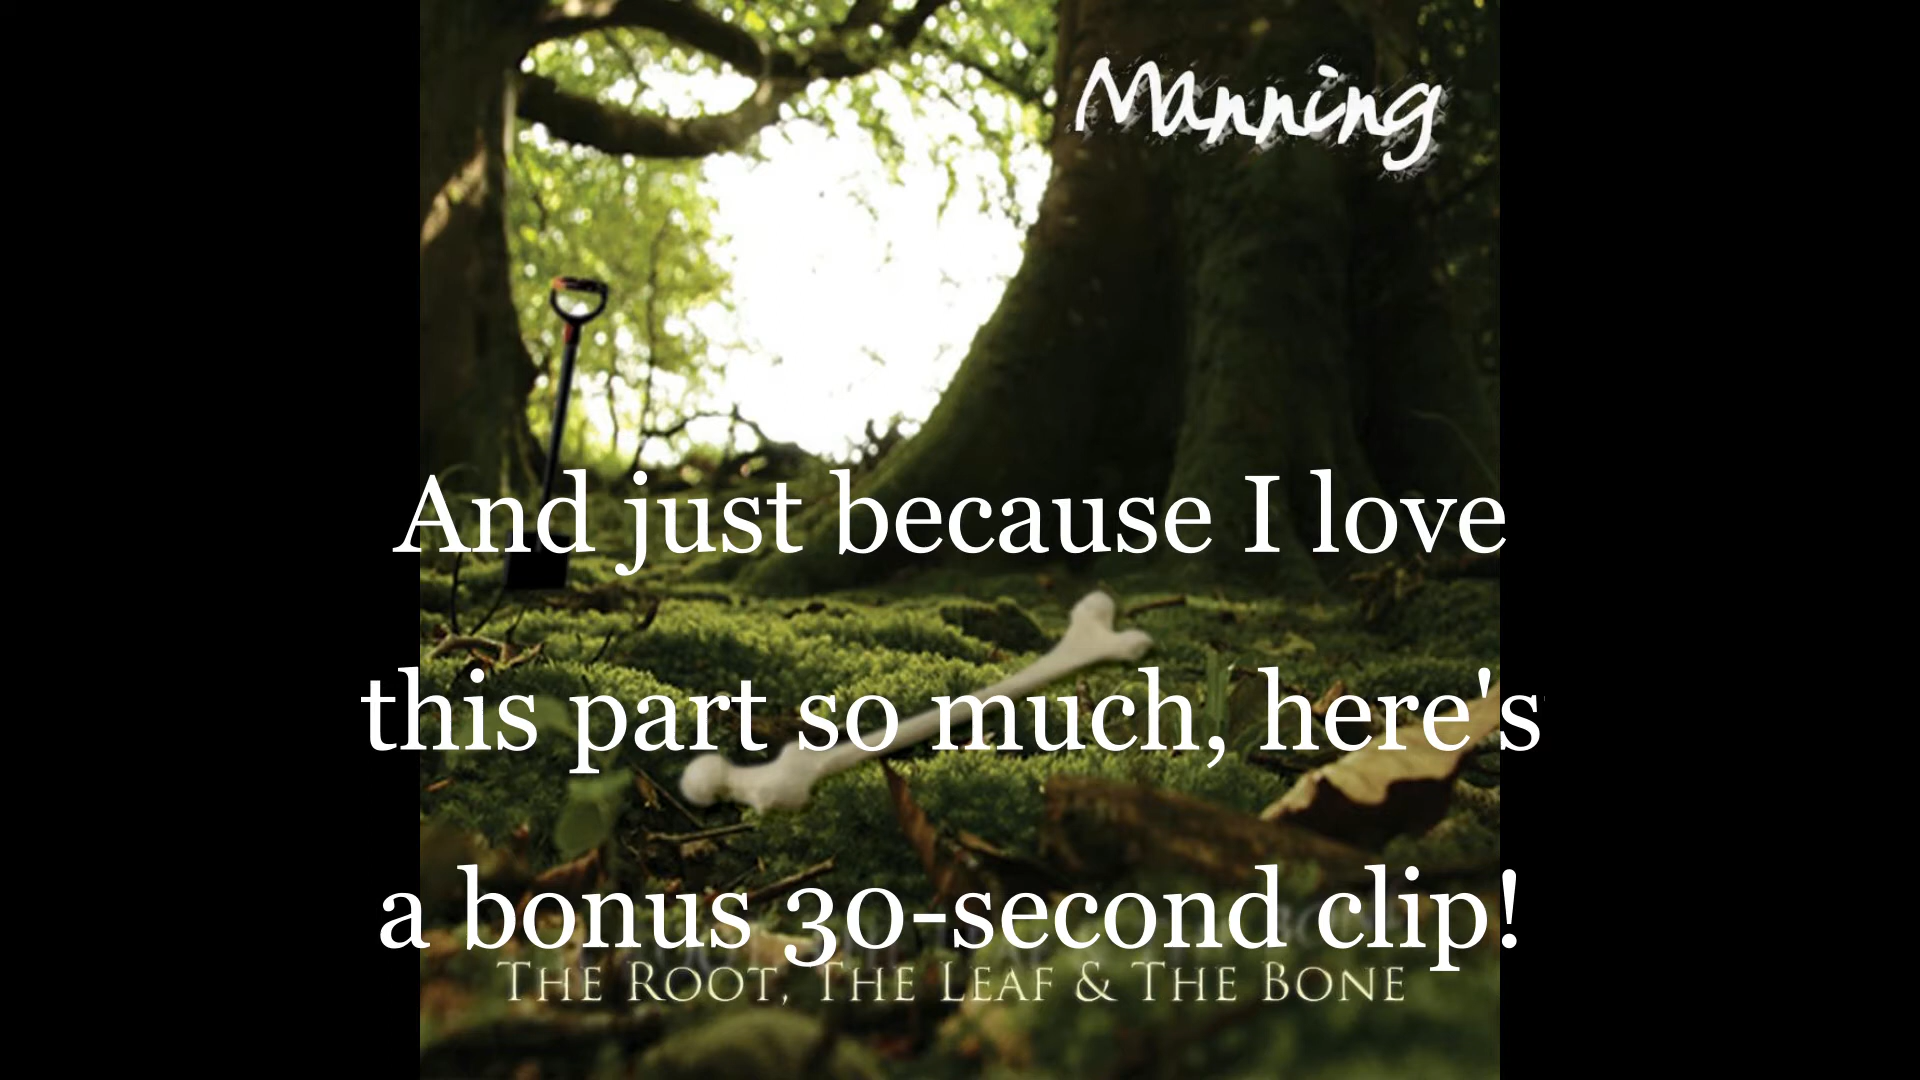 Manning
And just because I love
this part so much, here's
a bonus 30-second clip!
The Root, The Leaf & The Bone